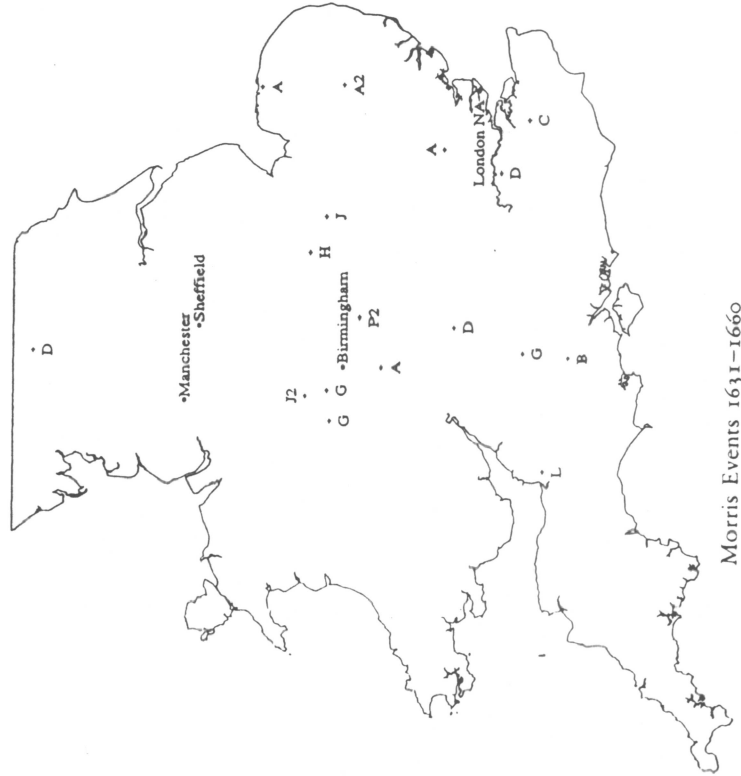 D
Manchester
Sheffield
A
A2
J2
H
J
G
G
Birmingham
P2
A
A
D
London NA
D
C
G
B
L
Morris Events 1631–1660